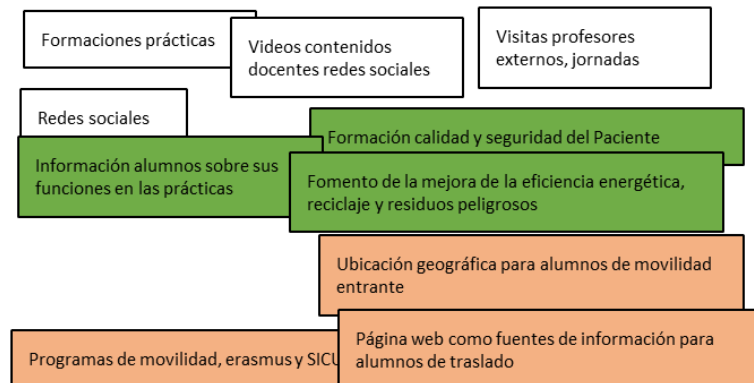 Formaciones prácticas
Videos contenidos
docentes redes sociales
Visitas profesores
externos, jornadas
Redes sociales
Formación calidad y seguridad del Paciente
Información alumnos sobre sus
funciones en las prácticas
Fomento de la mejora de la eficiencia energética,
reciclaje y residuos peligrosos
Ubicación geográfica para alumnos de movilidad
entrante
Programas de movilidad, erasmus y
Página web como fuentes de información para
alumnos de traslado